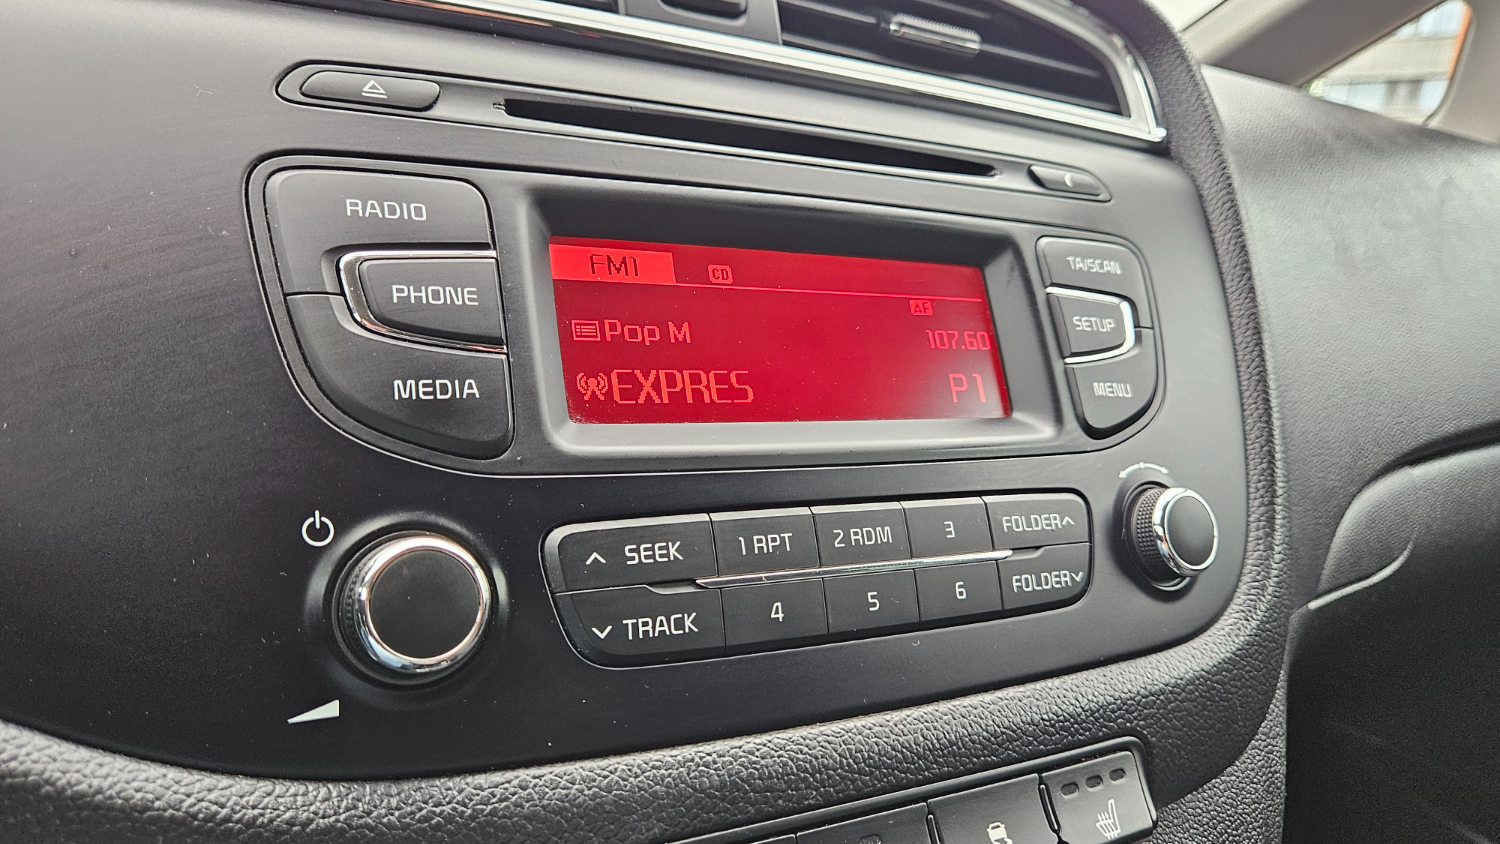 RADIO
PHONE
MEDIA
FM1 CD
AF
Pop M 107.60
EXPRES P1
TA/SCAN
SETUP
MENU
SEEK 1 RPT 2 RDM 3 FOLDER
TRACK 4 5 6 FOLDER